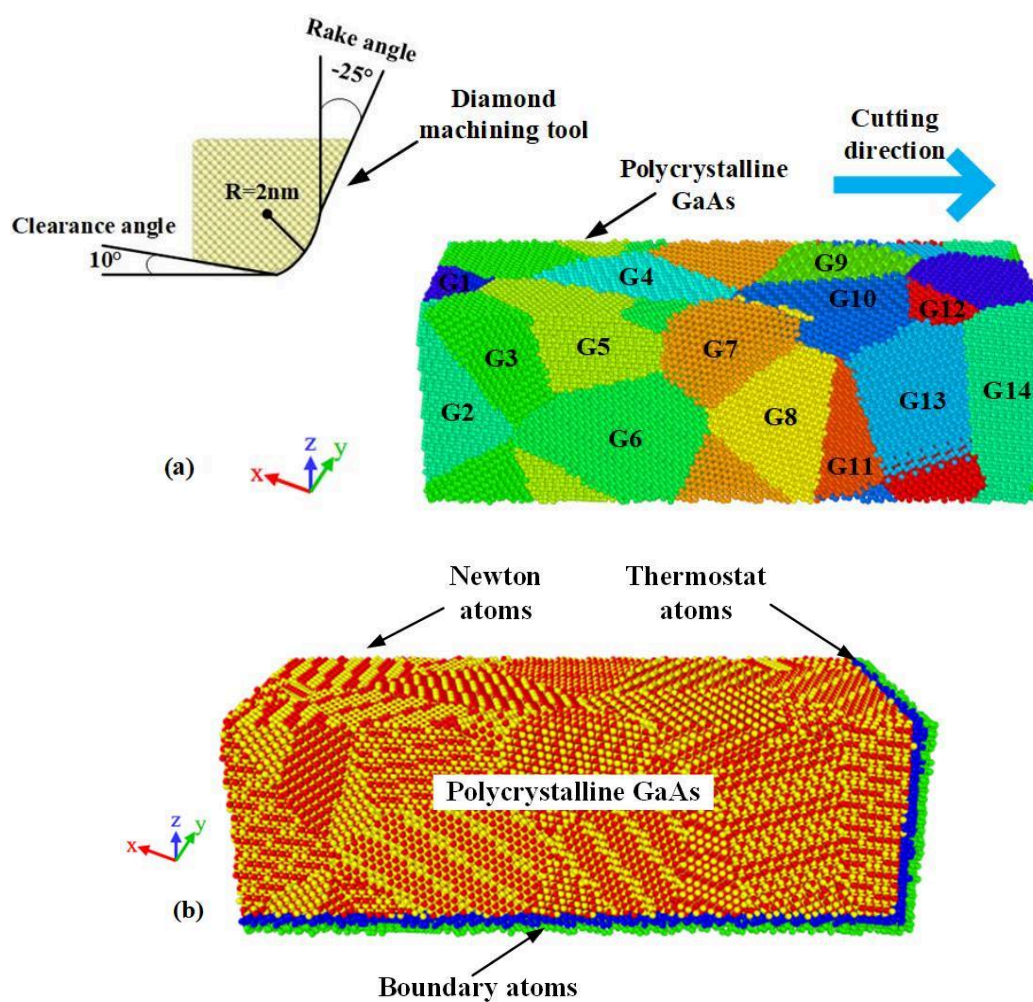 Rake angle
-25°
Diamond
machining tool
R=2nm
Clearance angle
10°
Cutting
direction
Polycrystalline
GaAs
G1
G4
G9
G10
G12
G3
G5
G7
G2
G6
G8
G11
G13
G14
z
y
x
(a)
Newton
atoms
Thermostat
atoms
Polycrystalline GaAs
z
y
x
(b)
Boundary atoms